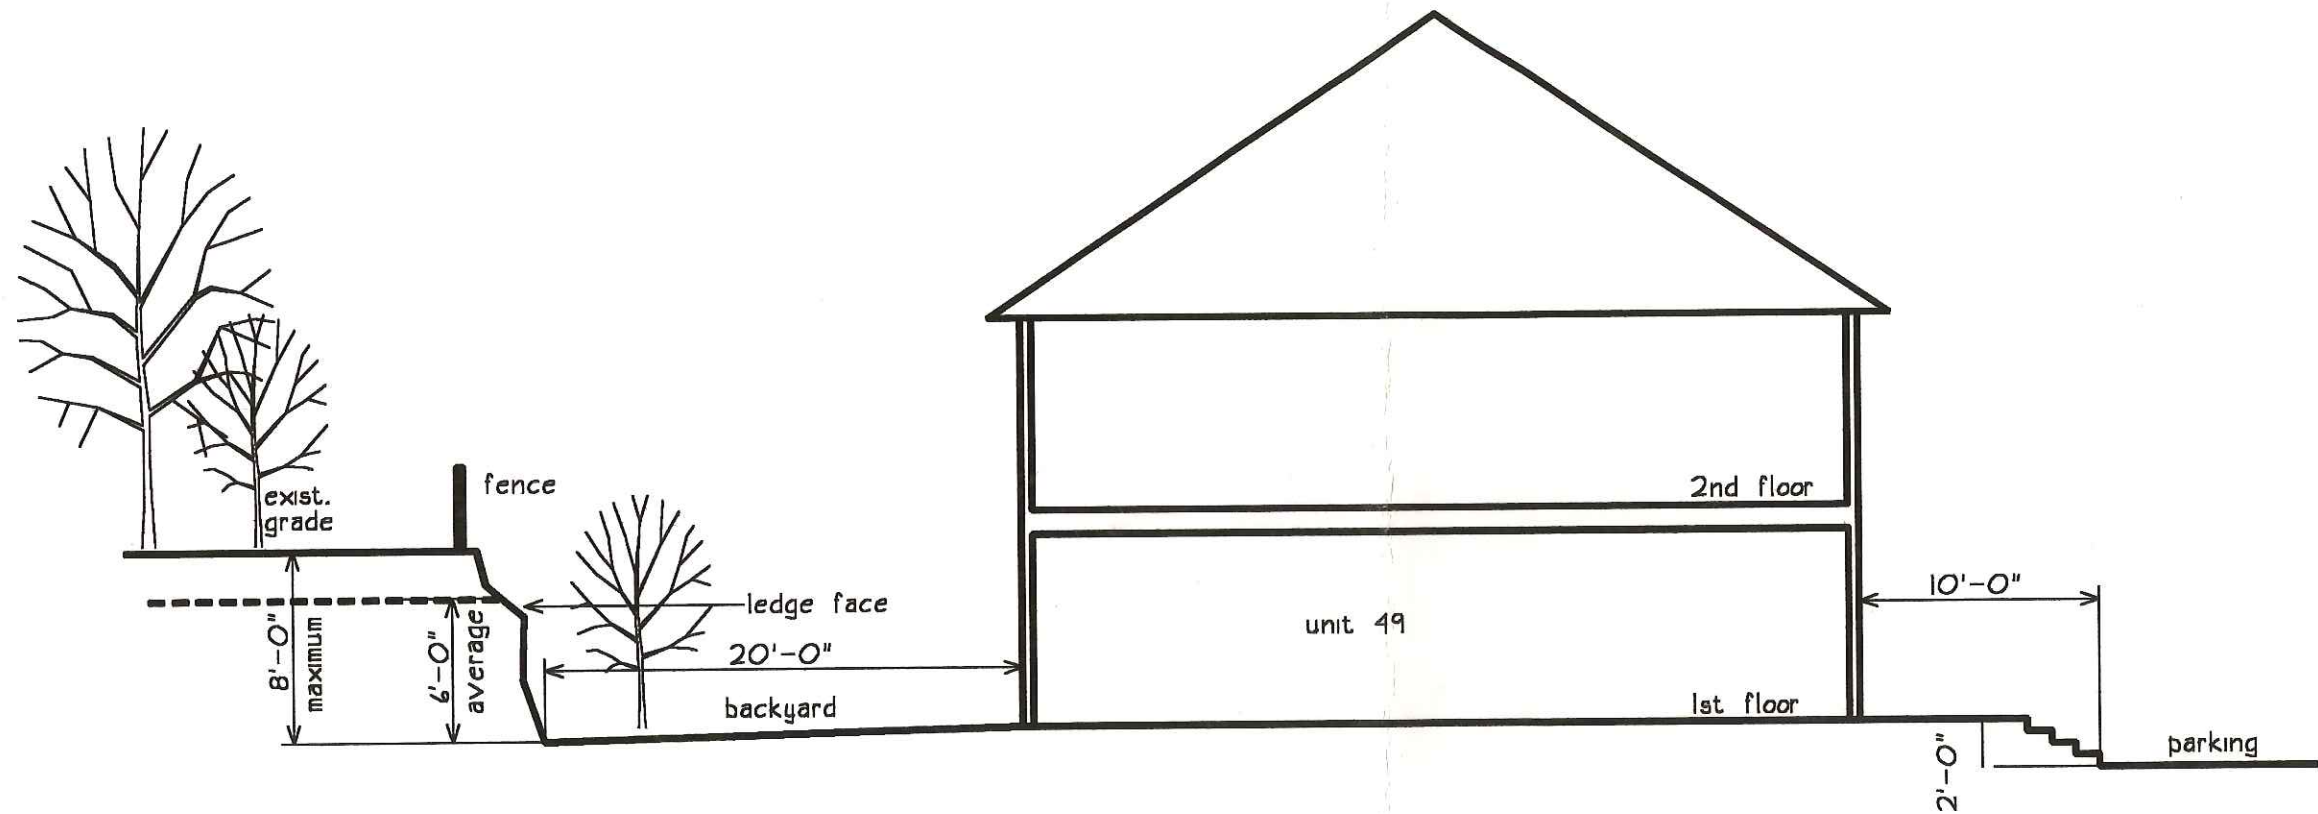 fence
exist.
grade
2nd floor
10'-0"
ledge face
unit 49
8'-0"
maximum
6'-0"
average
20'-0"
backyard
1st floor
2'-0"
parking